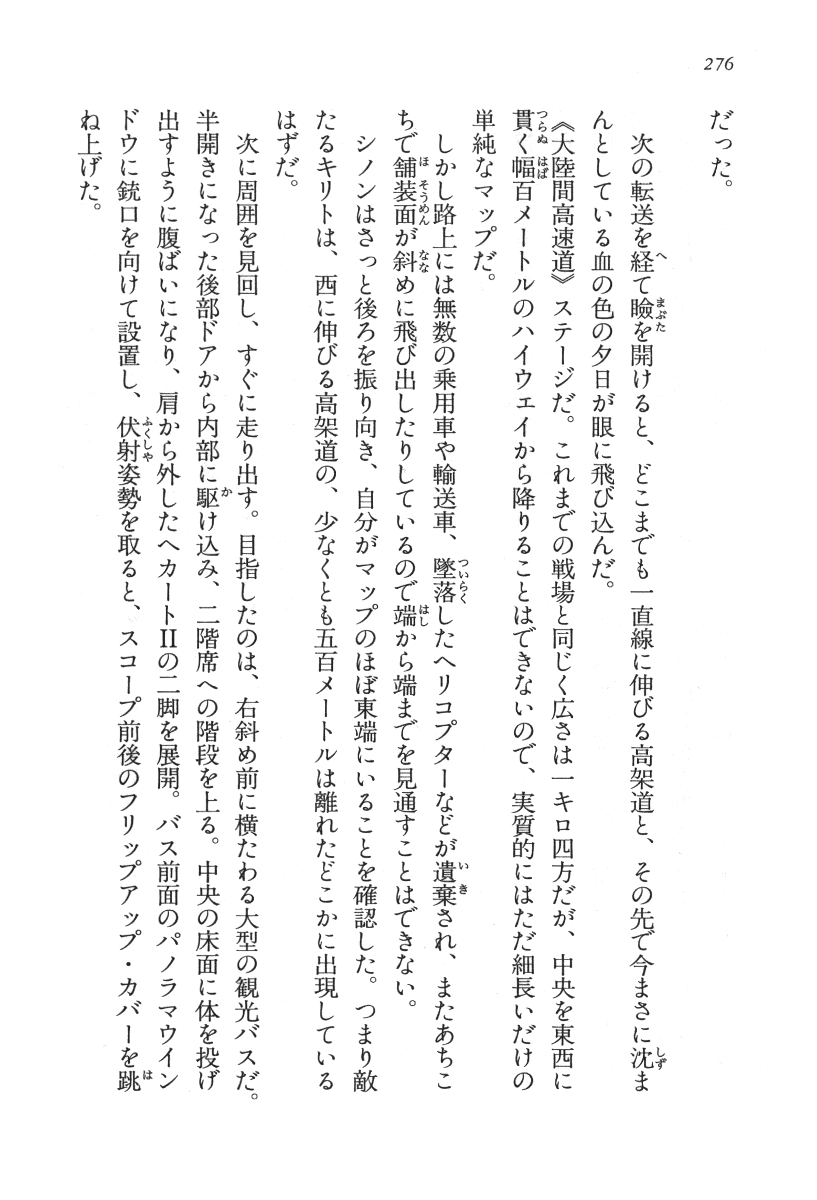 276
だった。
次の転送を経て瞼を開けると、どこまでも一直線に伸びる高架道と、その先で今まさに沈ま
んとしている血の色の夕日が眼に飛び込んだ。
《大陸間高速道》ステージだ。これまでの戦場と同じく広さは一キロ四方だが、中央を東西に
貫く幅百メートルのハイウェイから降りることはできないので、実質的にはただ細長いだけの
単純なマップだ。
しかし路上には無数の乗用車や輸送車、墜落したヘリコプターなどが遺棄され、またあちこ
ちで舗装面が斜めに飛び出したりしているので端から端までを見通すことはできない。
シノンはさっと後ろを振り向き、自分がマップのほぼ東端にいることを確認した。つまり敵
たるキリトは、西に伸びる高架道の、少なくとも五百メートルは離れたどこかに出現している
はずだ。
次に周囲を見回し、すぐに走り出す。目指したのは、右斜め前に横たわる大型の観光バスだ。
半開きになった後部ドアから内部に駆け込み、二階席への階段を上る。中央の床面に体を投げ
出すように腹ばいになり、肩から外したヘカートⅡの二脚を展開。バス前面のパノラマウイン
ドウに銃口を向けて設置し、伏射姿勢を取ると、スコープ前後のフリップアップ・カバーを跳
ね上げた。